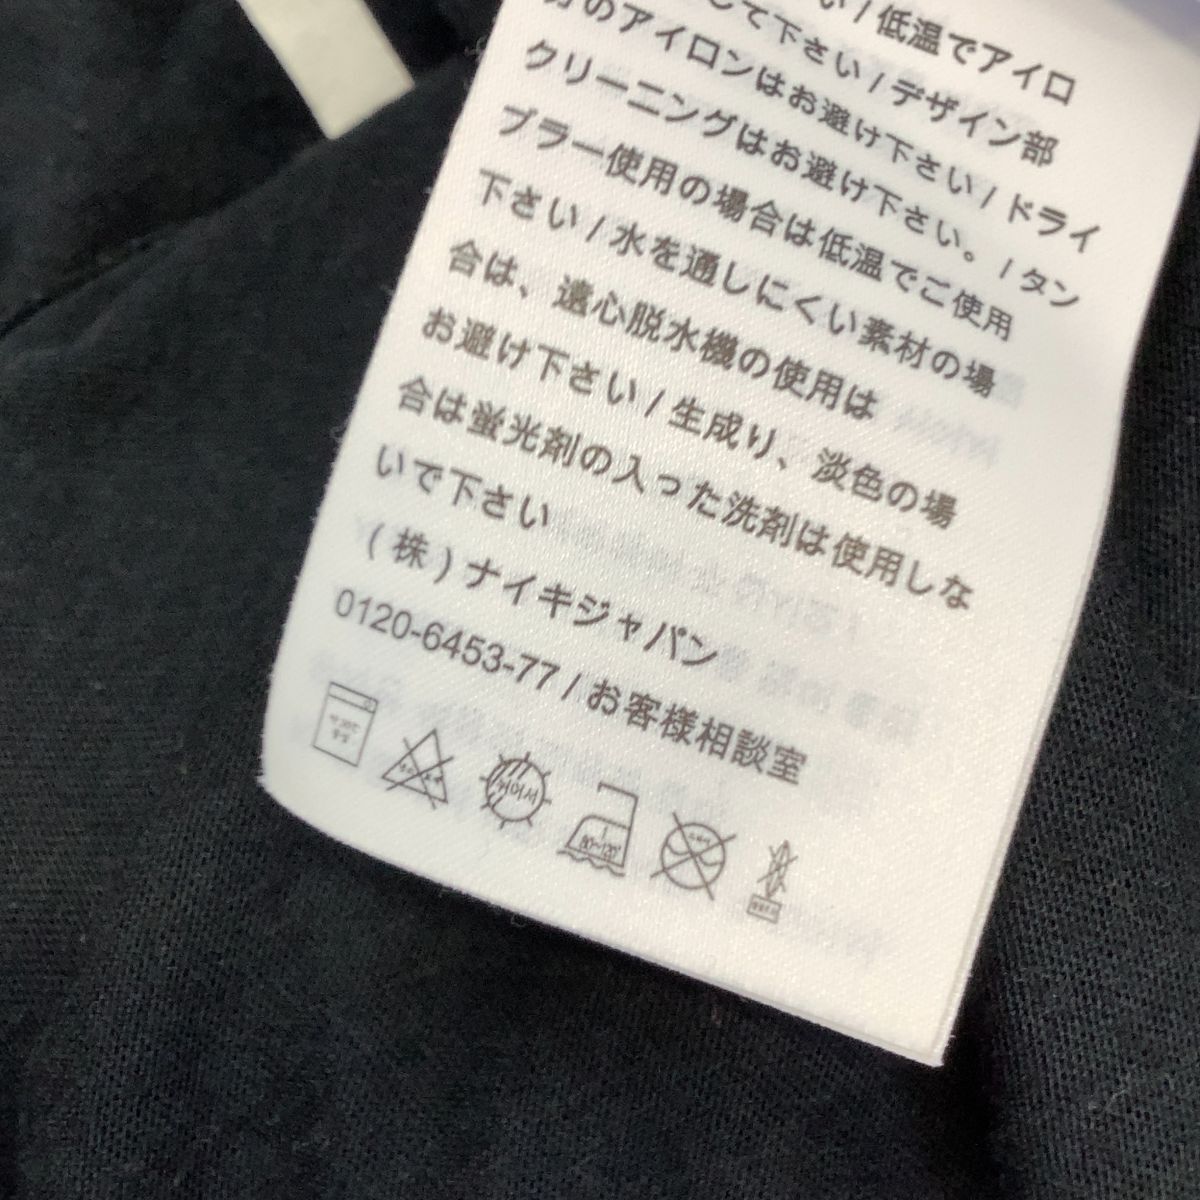 い / 低温でアイロ
して下さい / デザイン部
分のアイロンはお避け下さい / ドライ
クリーニングはお避け下さい。 / タン
ブラー使用の場合は低温でご使用
下さい / 水を通しにくい素材の場
合は、遠心脱水機の使用は
お避け下さい / 生成り、淡色の場
合は蛍光剤の入った洗剤は使用しな
いで下さい
(株) ナイキジャパン
0120-6453-77 / お客様相談室
80~120°